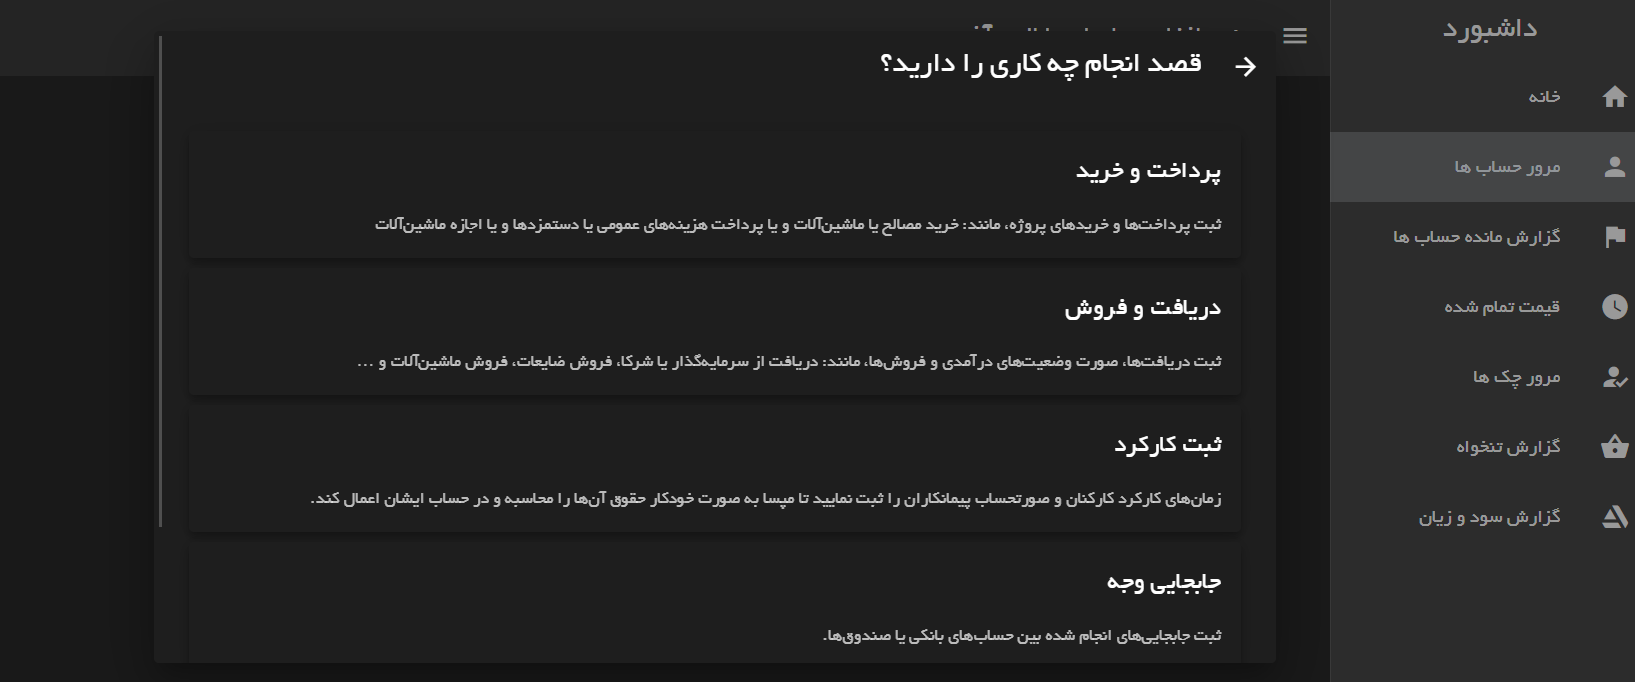 داشبورد
خانه
مرور حساب ها
گزارش مانده حساب ها
قیمت تمام شده
مرور چک ها
گزارش تنخواه
گزارش سود و زیان
قصد انجام چه کاری را دارید؟
پرداخت و خرید
ثبت پرداخت‌ها و خریدهای پروژه، مانند: خرید مصالح یا ماشین‌آلات و یا پرداخت هزینه‌های عمومی یا دستمزدها و یا اجازه ماشین‌آلات
دریافت و فروش
ثبت دریافت‌ها، صورت وضعیت‌های درآمدی و فروش‌ها، مانند: دریافت از سرمایه‌گذار یا شرکا، فروش ضایعات، فروش ماشین‌آلات و ...
ثبت کارکرد
زمان‌های کارکرد کارکنان و صورتحساب پیمانکاران را ثبت نمایید تا مپسا به صورت خودکار حقوق آن‌ها را محاسبه و در حساب ایشان اعمال کند.
جابجایی وجه
ثبت جابجایی‌های انجام شده بین حساب‌های بانکی یا صندوق‌ها.